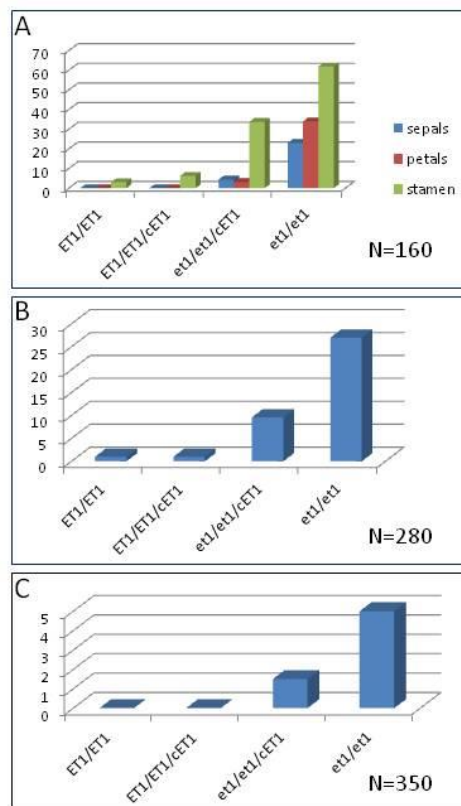 A
70
60
50
40
30
20
10
0
ET1/ET1
ET1/ET1/cET1
et1/et1/cET1
et1/et1
sepals
petals
stamen
N=160
B
30
25
20
15
10
5
0
ET1/ET1
ET1/ET1/cET1
et1/et1/cET1
et1/et1
N=280
C
5
4
3
2
1
0
ET1/ET1
ET1/ET1/cET1
et1/et1/cET1
et1/et1
N=350